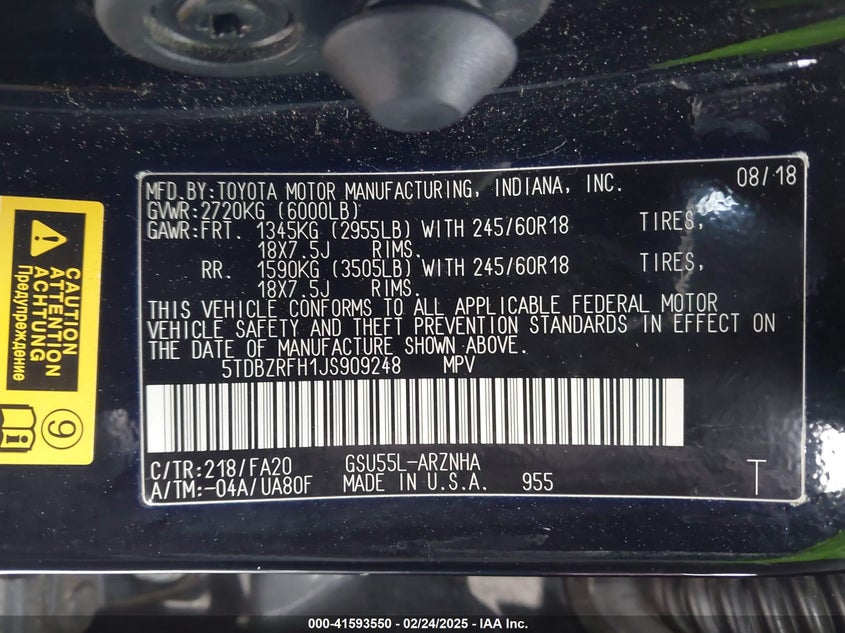 MFD.BY:TOYOTA MOTOR MANUFACTURING, INDIANA, INC. 08/18
GVWR:2720KG (6000LB)
GAWR:FRT. 1345KG (2955LB) WITH 245/60R18 TIRES,
18X7.5J RIMS.
RR. 1590KG (3505LB) WITH 245/60R18 TIRES,
18X7.5J RIMS.
THIS VEHICLE CONFORMS TO ALL APPLICABLE FEDERAL MOTOR
VEHICLE SAFETY AND THEFT PREVENTION STANDARDS IN EFFECT ON
THE DATE OF MANUFACTURE SHOWN ABOVE.
5TDBZRFH1JS909248 MPV
C/TR:218/FA20 GSU55L-ARZNHA
A/TM:-04A/UA80F MADE IN U.S.A. 955 T
CAUTION
ATTENTION
ACHTUNG
Предупреждение
9
000-41593550 - 02/24/2025 - IAA Inc.